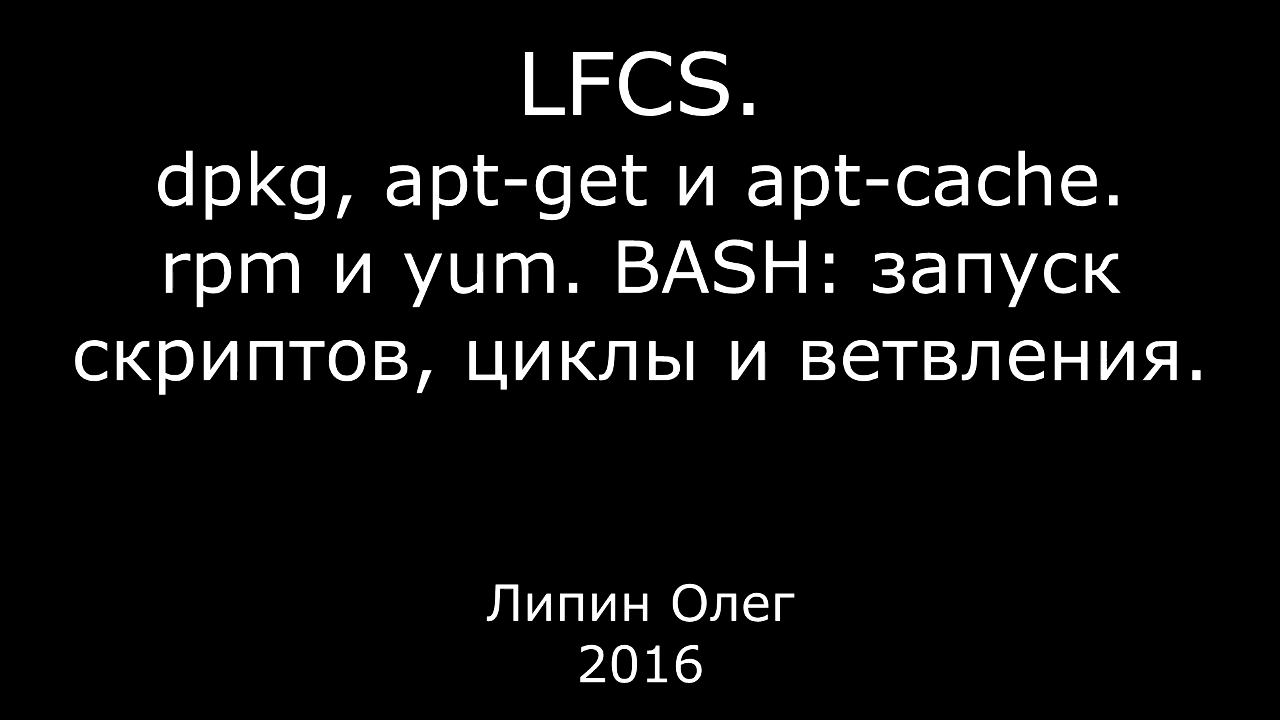 LFCS.
dpkg, apt-get и apt-cache.
rpm и yum. BASH: запуск
скриптов, циклы и ветвления.
Липин Олег
2016